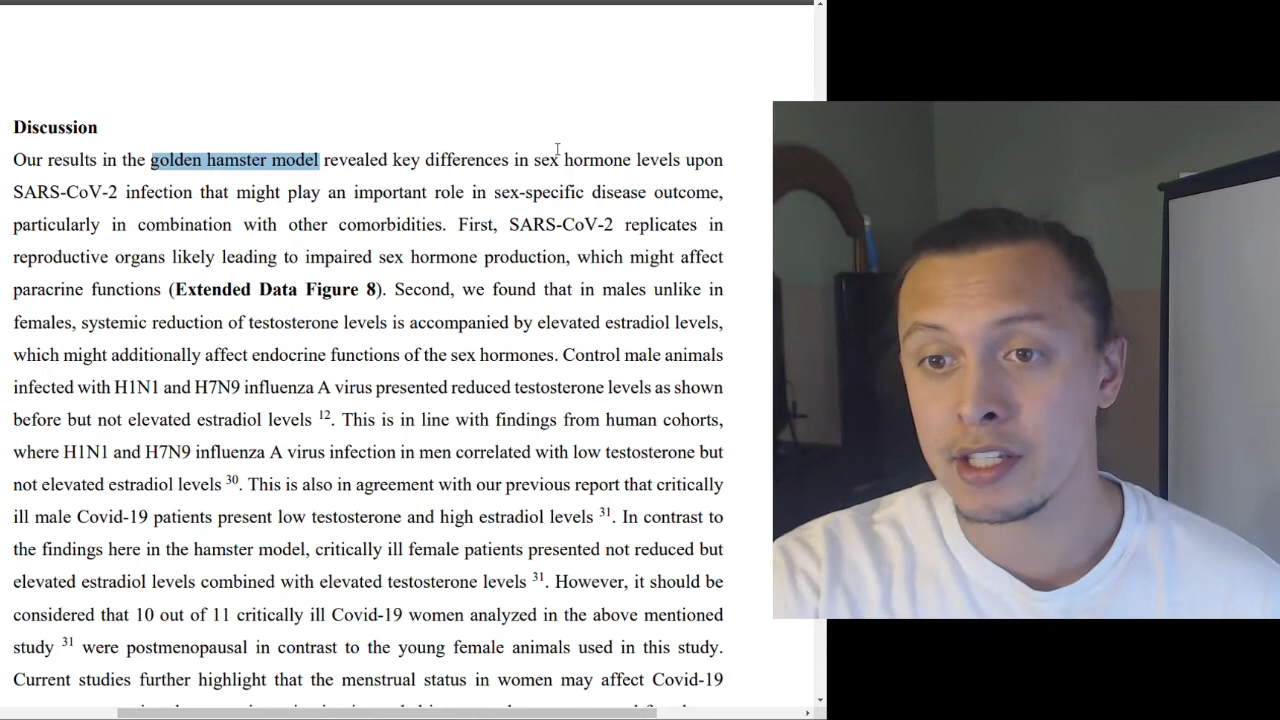 Discussion
Our results in the golden hamster model revealed key differences in sex hormone levels upon
SARS-CoV-2 infection that might play an important role in sex-specific disease outcome,
particularly in combination with other comorbidities. First, SARS-CoV-2 replicates in
reproductive organs likely leading to impaired sex hormone production, which might affect
paracrine functions (Extended Data Figure 8). Second, we found that in males unlike in
females, systemic reduction of testosterone levels is accompanied by elevated estradiol levels,
which might additionally affect endocrine functions of the sex hormones. Control male animals
infected with H1N1 and H7N9 influenza A virus presented reduced testosterone levels as shown
before but not elevated estradiol levels 12. This is in line with findings from human cohorts,
where H1N1 and H7N9 influenza A virus infection in men correlated with low testosterone but
not elevated estradiol levels 30. This is also in agreement with our previous report that critically
ill male Covid-19 patients present low testosterone and high estradiol levels 31. In contrast to
the findings here in the hamster model, critically ill female patients presented not reduced but
elevated estradiol levels combined with elevated testosterone levels 31. However, it should be
considered that 10 out of 11 critically ill Covid-19 women analyzed in the above mentioned
study 31 were postmenopausal in contrast to the young female animals used in this study.
Current studies further highlight that the menstrual status in women may affect Covid-19